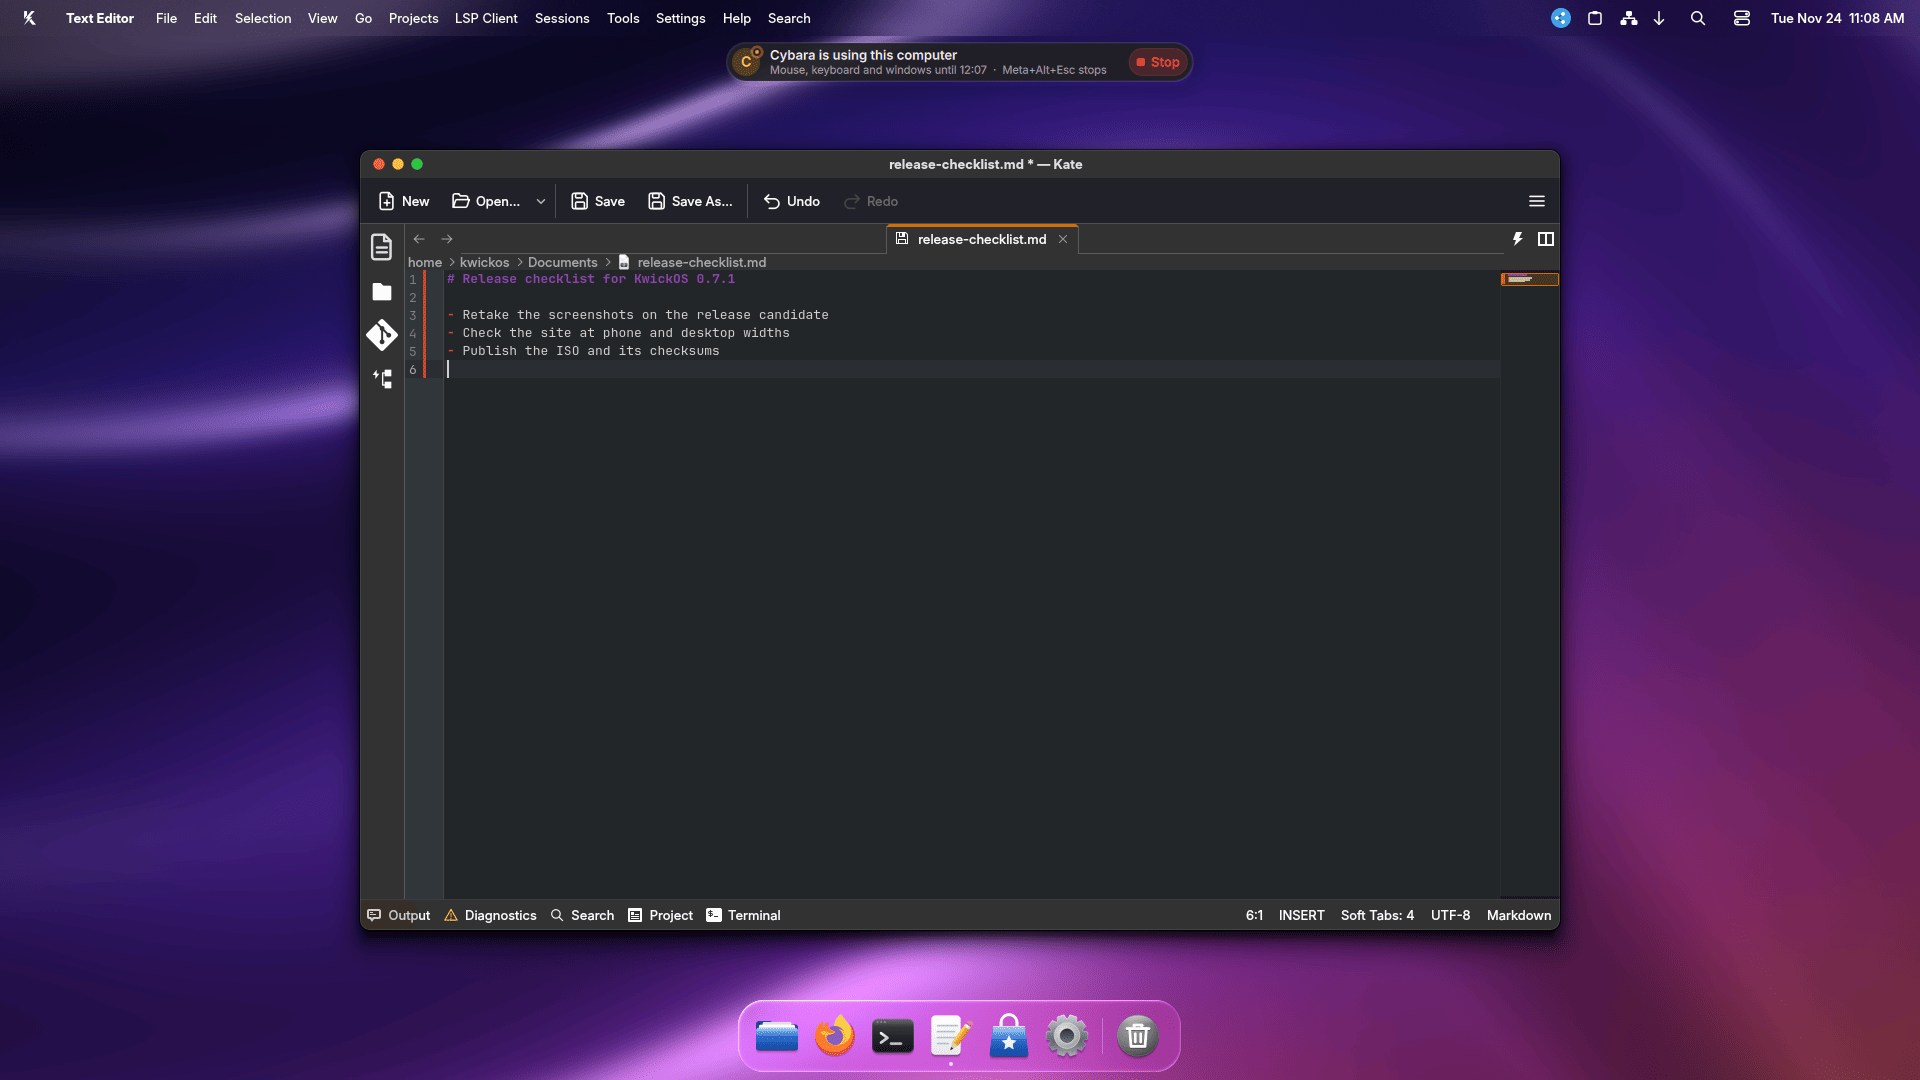 Text Editor File Edit Selection View Go Projects LSP Client Sessions Tools Settings Help Search Tue Nov 24 11:08 AM
C Cybara is using this computer
Mouse, keyboard and windows until 12:07 · Meta+Alt+Esc stops
Stop
release-checklist.md * — Kate
New Open... Save Save As... Undo Redo
release-checklist.md
home > kwickos > Documents > release-checklist.md
1 # Release checklist for KwickOS 0.7.1
2
3 - Retake the screenshots on the release candidate
4 - Check the site at phone and desktop widths
5 - Publish the ISO and its checksums
6
Output Diagnostics Search Project Terminal 6:1 INSERT Soft Tabs: 4 UTF-8 Markdown